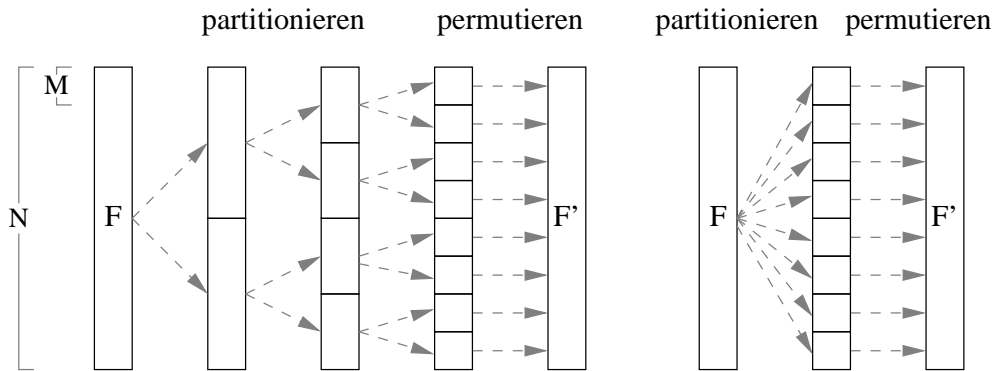 partitionieren permutieren partitionieren permutieren
M
N F F’ F F’